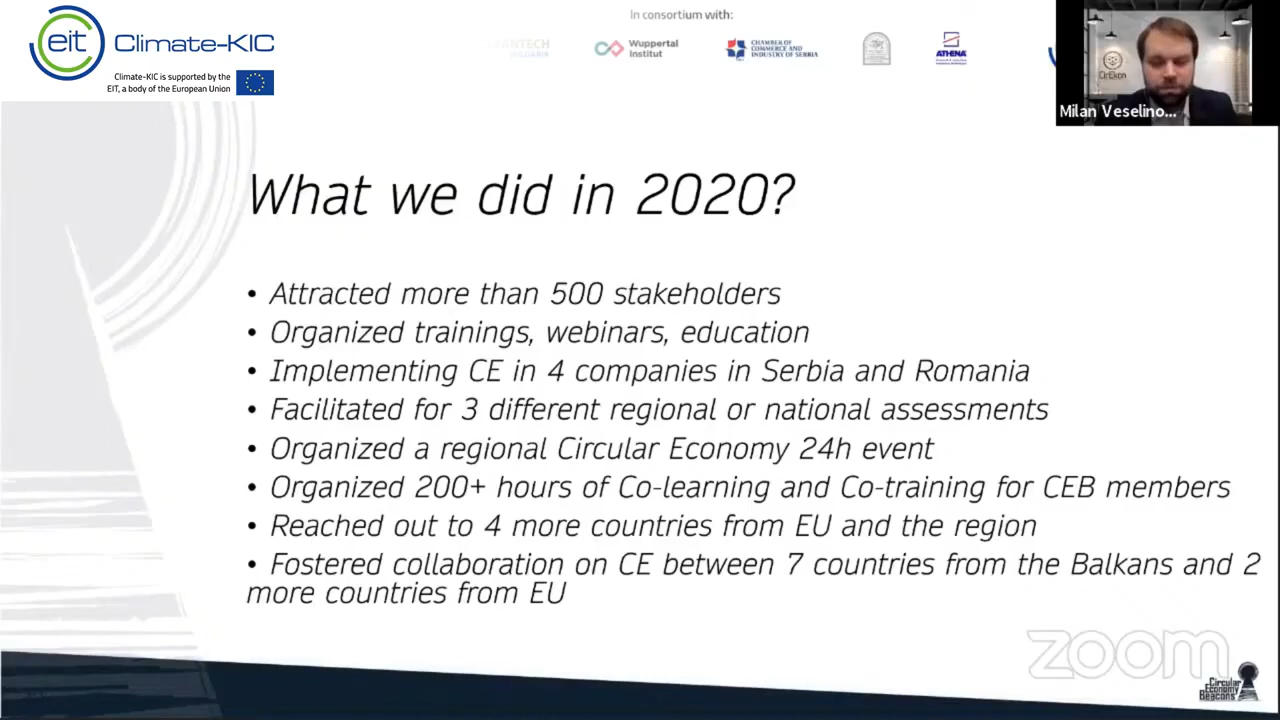 In consortium with:
eit Climate-KIC
Climate-KIC is supported by the
EIT, a body of the European Union
Wuppertal
Institut
CHAMBER OF
COMMERCE AND
INDUSTRY OF SERBIA
ATHENA
CirEkon
Milan Veselino...
What we did in 2020?
• Attracted more than 500 stakeholders
• Organized trainings, webinars, education
• Implementing CE in 4 companies in Serbia and Romania
• Facilitated for 3 different regional or national assessments
• Organized a regional Circular Economy 24h event
• Organized 200+ hours of Co-learning and Co-training for CEB members
• Reached out to 4 more countries from EU and the region
• Fostered collaboration on CE between 7 countries from the Balkans and 2
more countries from EU
zoom
Circular
Economy
Beacons